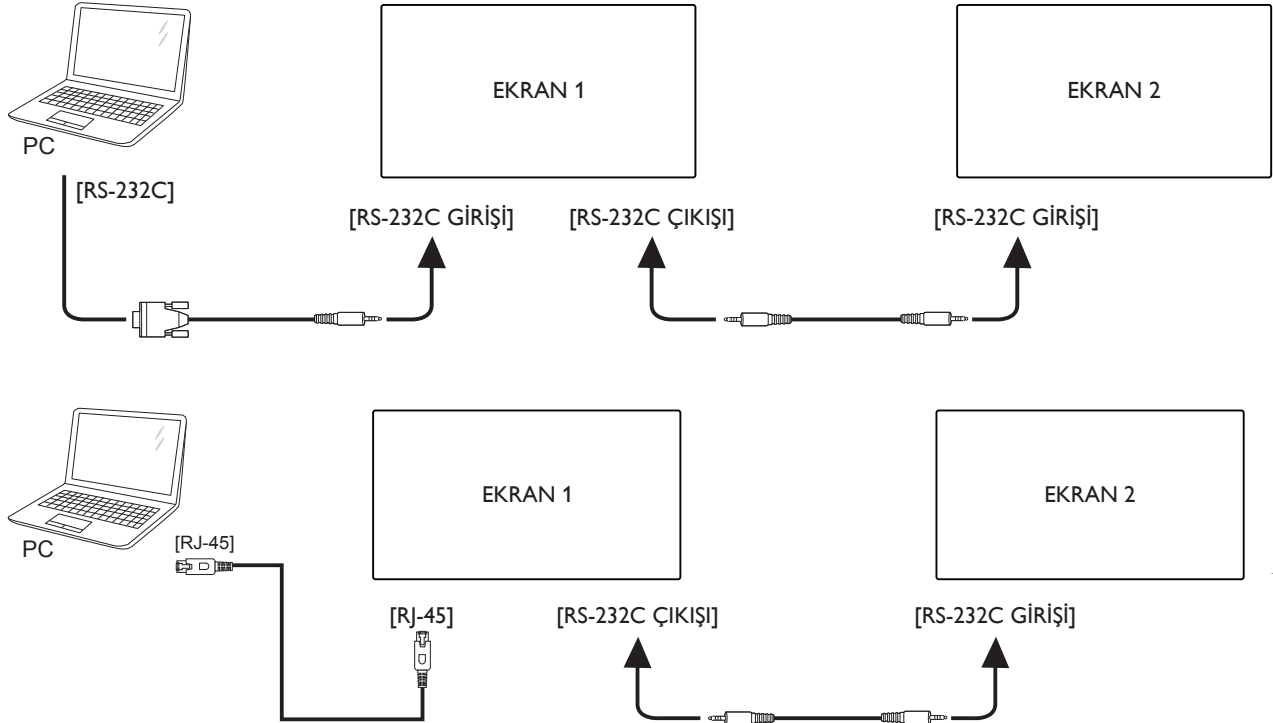 EKRAN 1
EKRAN 2
PC
[RS-232C]
[RS-232C GİRİŞİ]
[RS-232C ÇIKIŞI]
[RS-232C GİRİŞİ]
EKRAN 1
EKRAN 2
PC
[RJ-45]
[RJ-45]
[RS-232C ÇIKIŞI]
[RS-232C GİRİŞİ]